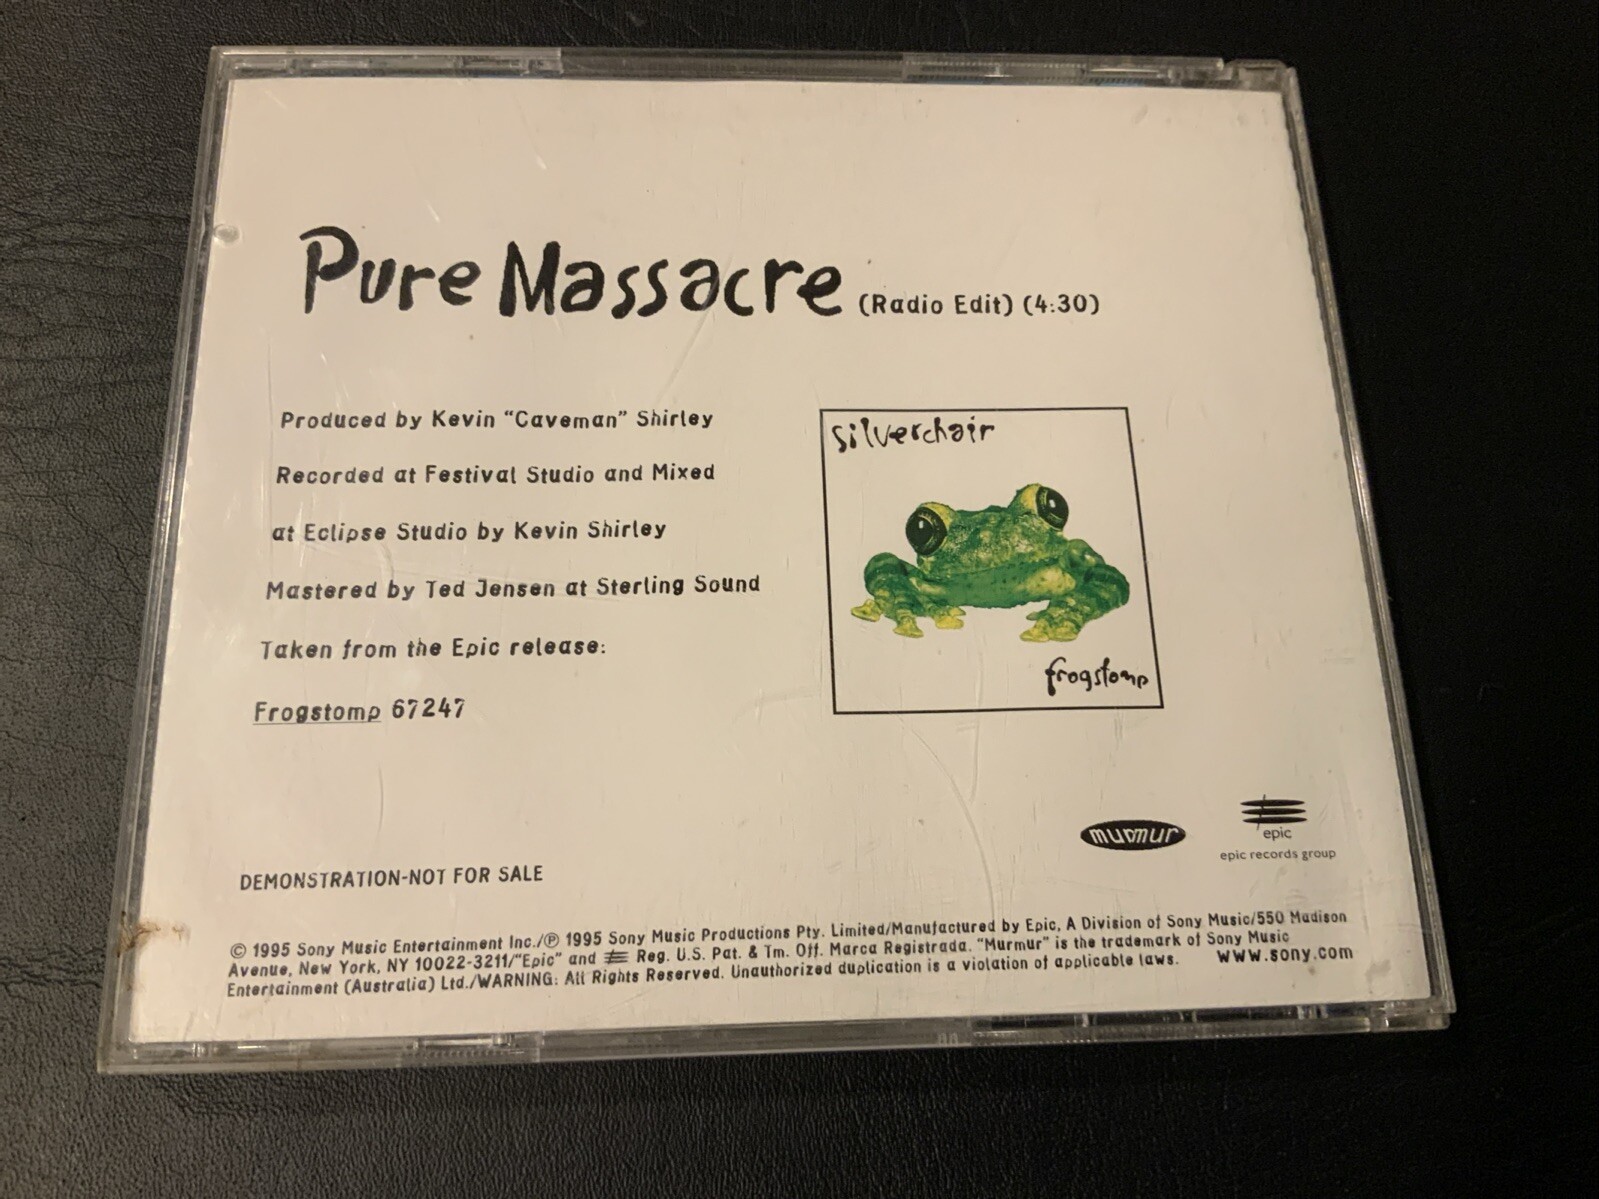 Pure Massacre (Radio Edit) (4:30)
Produced by Kevin "Caveman" Shirley
Recorded at Festival Studio and Mixed
at Eclipse Studio by Kevin Shirley
Mastered by Ted Jensen at Sterling Sound
Taken from the Epic release:
Frogstomp 67247
silverchair
frogstomp
murmur
epic
epic records group
DEMONSTRATION-NOT FOR SALE
© 1995 Sony Music Entertainment Inc./℗ 1995 Sony Music Productions Pty. Limited/Manufactured by Epic, A Division of Sony Music/550 Madison
Avenue, New York, NY 10022-3211/"Epic" and Reg. U.S. Pat. & Tm. Off. Marca Registrada. "Murmur" is the trademark of Sony Music
Entertainment (Australia) Ltd./WARNING: All Rights Reserved. Unauthorized duplication is a violation of applicable laws. www.sony.com